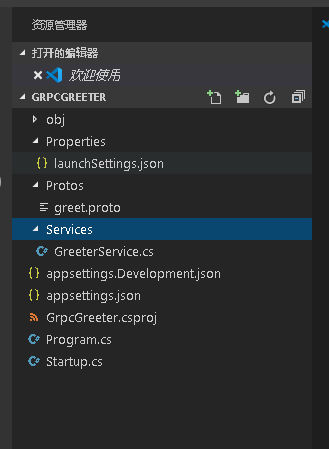 资源管理器
打开的编辑器
欢迎使用
GRPCGREETER
obj
Properties
launchSettings.json
Protos
greet.proto
Services
GreeterService.cs
appsettings.Development.json
appsettings.json
GrpcGreeter.csproj
Program.cs
Startup.cs